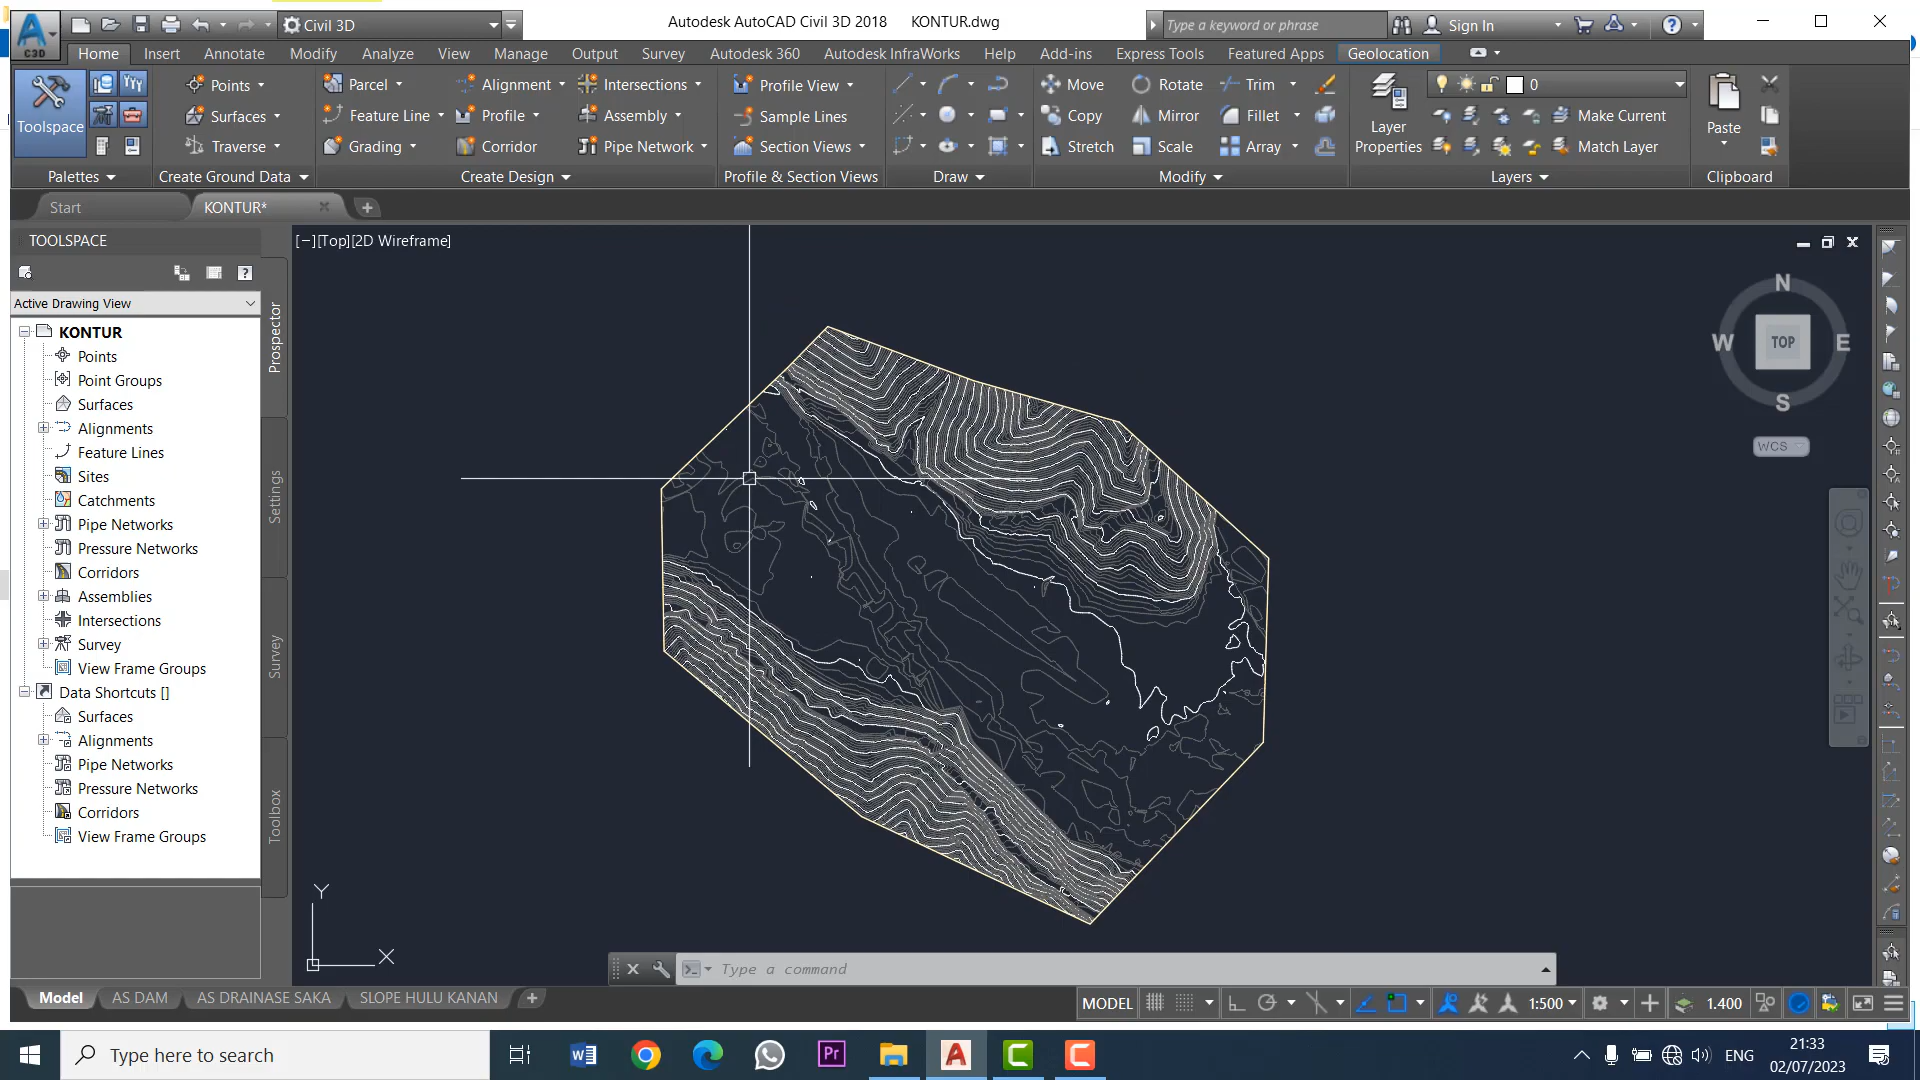 Civil 3D
Autodesk AutoCAD Civil 3D 2018 KONTUR.dwg
Type a keyword or phrase
Sign In
C3D
Home Insert Annotate Modify Analyze View Manage Output Survey Autodesk 360 Autodesk InfraWorks Help Add-ins Express Tools Featured Apps Geolocation
Points Parcel Alignment Intersections Profile View Move Rotate Trim 0
Toolspace Surfaces Feature Line Profile Assembly Sample Lines Copy Mirror Fillet Layer Properties Make Current Paste
Traverse Grading Corridor Pipe Network Section Views Stretch Scale Array Match Layer
Palettes Create Ground Data Create Design Profile & Section Views Draw Modify Layers Clipboard
Start KONTUR*
TOOLSPACE
[−][Top][2D Wireframe]
Active Drawing View
KONTUR
Points
Point Groups
Surfaces
Alignments
Feature Lines
Sites
Catchments
Pipe Networks
Pressure Networks
Corridors
Assemblies
Intersections
Survey
View Frame Groups
Data Shortcuts []
Surfaces
Alignments
Pipe Networks
Pressure Networks
Corridors
View Frame Groups
Prospector
Settings
Survey
Toolbox
N
W TOP E
S
WCS
Y
X
Type a command
Model AS DAM AS DRAINASE SAKA SLOPE HULU KANAN
MODEL 1:500 1.400
Type here to search
Pr
ENG
21:33
02/07/2023